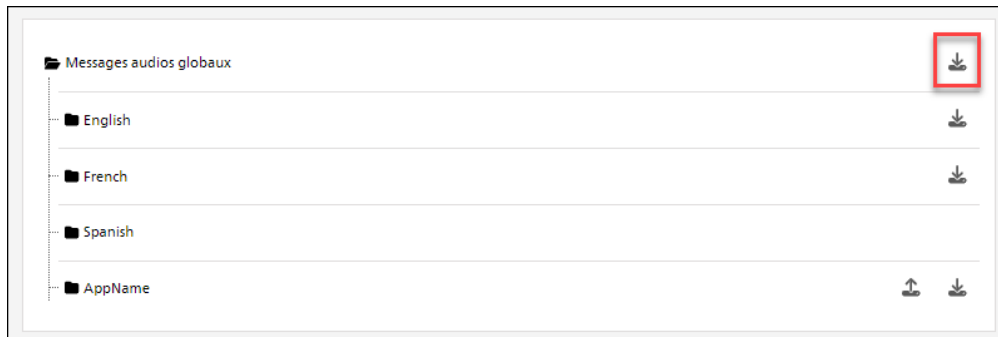 Messages audios globaux
English
French
Spanish
AppName